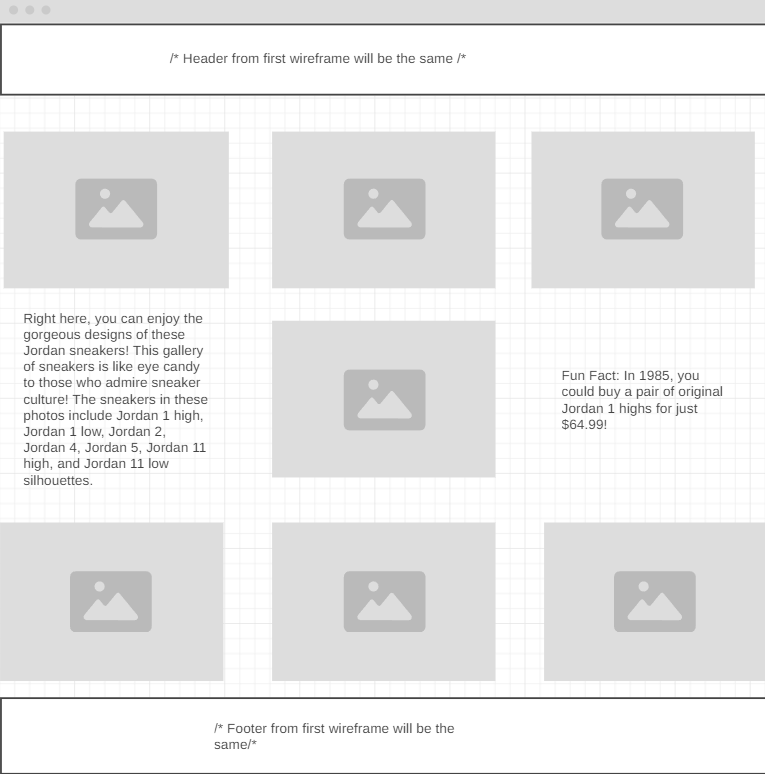 /* Header from first wireframe will be the same /*
Right here, you can enjoy the
gorgeous designs of these
Jordan sneakers! This gallery
of sneakers is like eye candy
to those who admire sneaker
culture! The sneakers in these
photos include Jordan 1 high,
Jordan 1 low, Jordan 2,
Jordan 4, Jordan 5, Jordan 11
high, and Jordan 11 low
silhouettes.
Fun Fact: In 1985, you
could buy a pair of original
Jordan 1 highs for just
$64.99!
/* Footer from first wireframe will be the
same/*